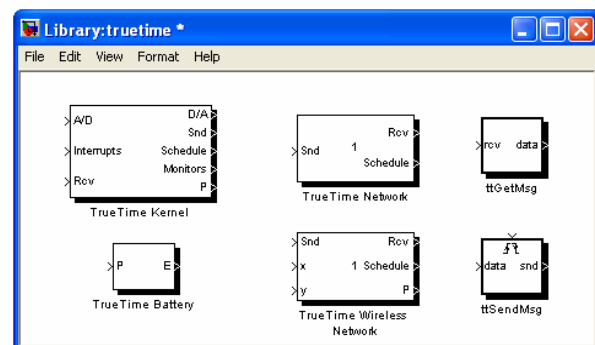 Library:truetime *
File Edit View Format Help
A/D D/A
Snd
Interrupts Schedule
Monitors
Rcv P
TrueTime Kernel
Snd 1 Rcv
Schedule
TrueTime Network
rcv data
ttGetMsg
P E
TrueTime Battery
Snd Rcv
x 1 Schedule
y P
TrueTime Wireless
Network
data snd
ttSendMsg